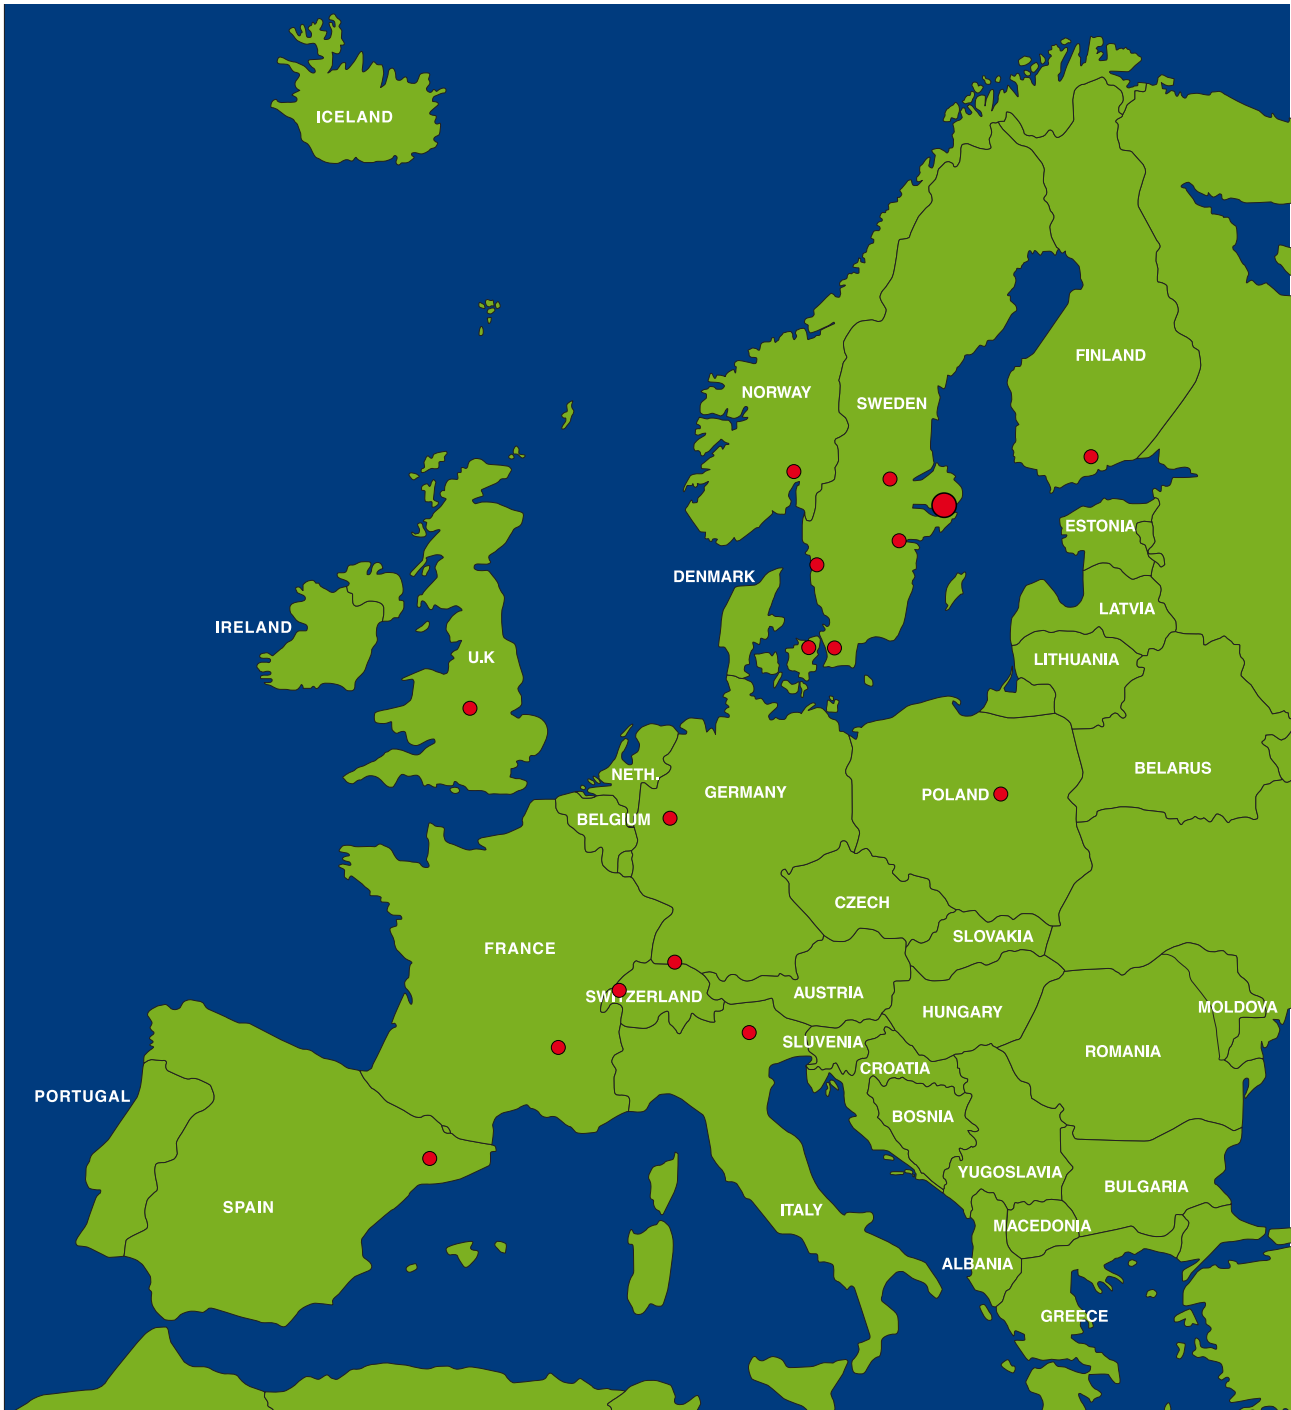 ICELAND
FINLAND
NORWAY
SWEDEN
ESTONIA
DENMARK
LATVIA
IRELAND
U.K
LITHUANIA
BELARUS
NETH.
GERMANY
POLAND
BELGIUM
CZECH
SLOVAKIA
FRANCE
AUSTRIA
SWITZERLAND
MOLDOVA
HUNGARY
SLUVENIA
ROMANIA
CROATIA
PORTUGAL
BOSNIA
YUGOSLAVIA
BULGARIA
SPAIN
ITALY
MACEDONIA
ALBANIA
GREECE